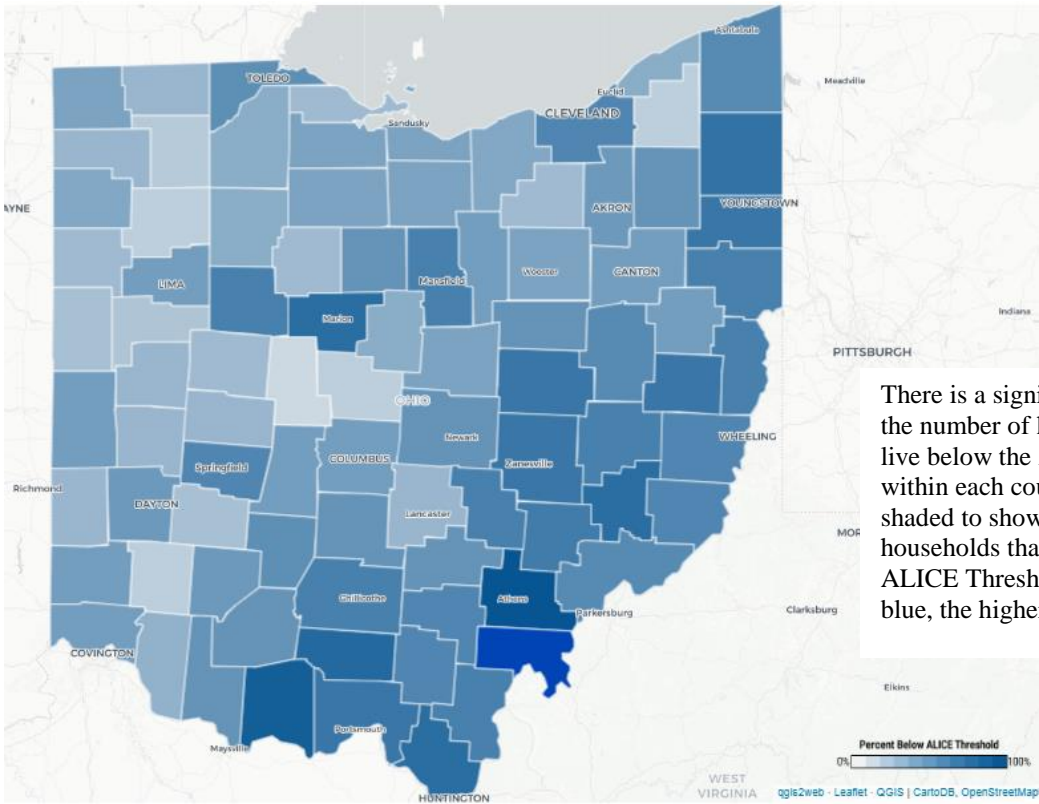 Ashtabula
Meadville
TOLEDO
Euclid
CLEVELAND
Sandusky
AYNE
AKRON
YOUNGSTOWN
LIMA
Mansfield
Wooster
CANTON
Marion
Indiana
PITTSBURGH
OHIO
There is a signi
the number of
live below the
within each cou
shaded to show
households tha
ALICE Thresh
blue, the higher
Newark
WHEELING
Springfield
COLUMBUS
Zanesville
Richmond
DAYTON
Lancaster
MOR
Chillicothe
Athens
Parkersburg
Clarksburg
COVINGTON
Elkins
Portsmouth
Maysville
Percent Below ALICE Threshold
0%
100%
WEST
VIRGINIA
HUNTINGTON
qgis2web - Leaflet - QGIS | CartoDB, OpenStreetMap